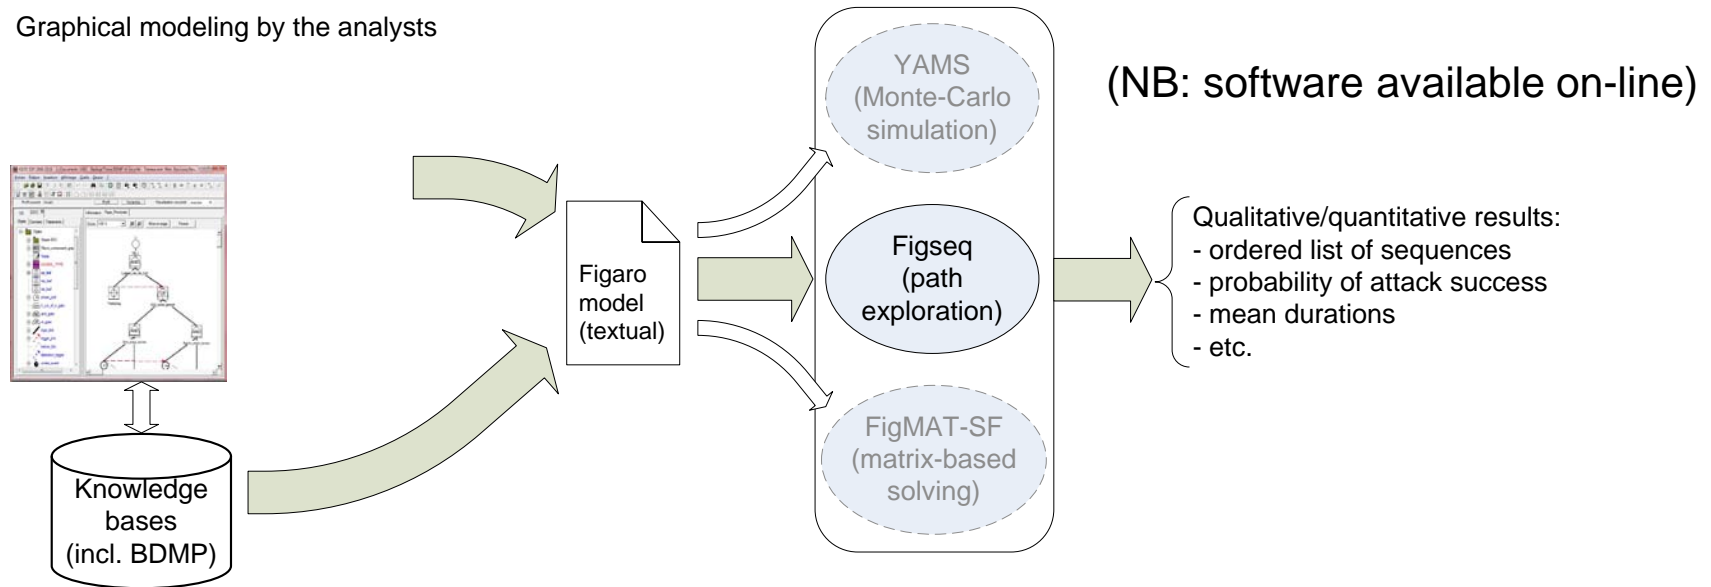 Graphical modeling by the analysts
YAMS
(Monte-Carlo
simulation)
(NB: software available on-line)
Figaro
model
(textual)
Figseq
(path
exploration)
Qualitative/quantitative results:
- ordered list of sequences
- probability of attack success
- mean durations
- etc.
FigMAT-SF
(matrix-based
solving)
Knowledge
bases
(incl. BDMP)